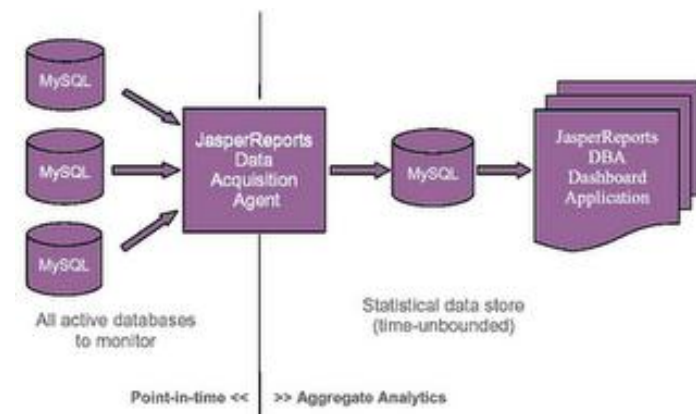 MySQL
MySQL
MySQL
JasperReports
Data
Acquisition
Agent
MySQL
JasperReports
DBA
Dashboard
Application
All active databases
to monitor
Statistical data store
(time-unbounded)
Point-in-time <<
>> Aggregate Analytics